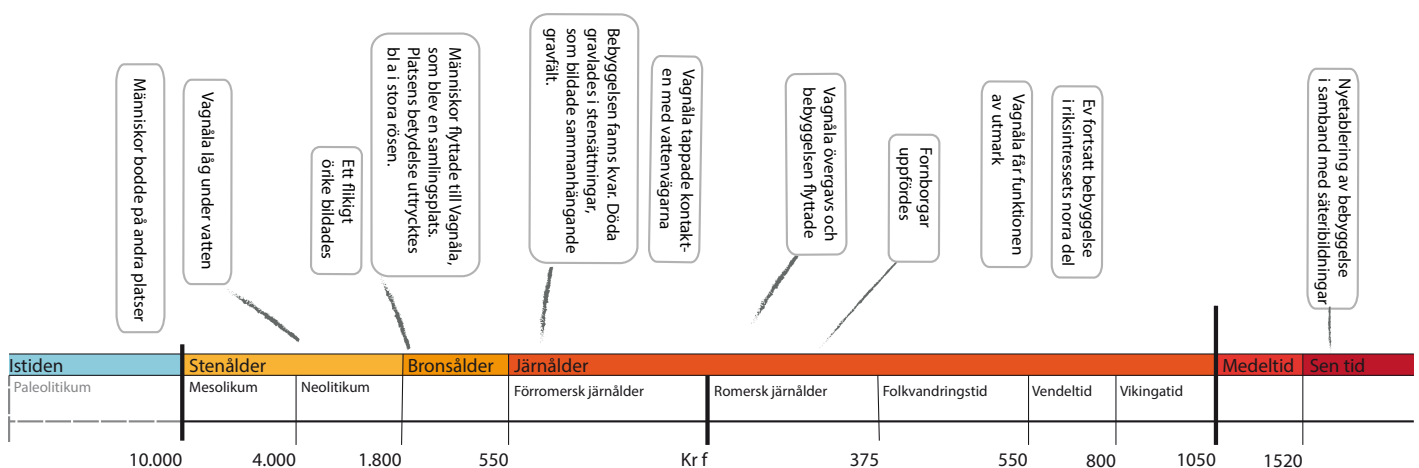 Människor bodde på andra platser
Vagnåla låg under vatten
Ett flikigt
örike bildades
Människor flyttade till Vagnåla,
som blev en samlingsplats.
Platsens betydelse uttrycktes
bl a i stora rösen.
Bebyggelsen fanns kvar. Döda
gravlades i stensättningar,
som bildade sammanhängande
gravfält.
Vagnåla tappade kontakt-
en med vattenvägarna
Vagnåla övergavs och
bebyggelsen flyttade
Fornborgar
uppfördes
Vagnåla får funktionen
av utmark
Ev fortsatt bebyggelse
i riksintressets norra del
Nyetablering av bebyggelse
i samband med säteribildningar
Istiden Stenålder Bronsålder Järnålder Medeltid Sen tid
Paleolitikum Mesolikum Neolitikum Förromersk järnålder Romersk järnålder Folkvandringstid Vendeltid Vikingatid
10.000 4.000 1.800 550 Kr f 375 550 800 1050 1520